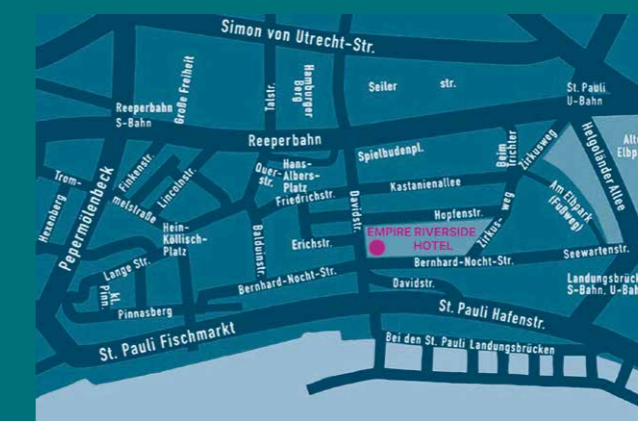 Simon von Utrecht-Str.
Große Freiheit
Talstr.
Hamburger
Berg
Seiler
str.
St. Pauli
U-Bahn
Reeperbahn
S-Bahn
Reeperbahn
Spielbudenpl.
Beim
Trichter
Zirkusweg
Helgoländer Allee
Finkenstr.
Lincolnstr.
Trom-
melstraße
Hexenberg
Pepermölenbeck
Quer-
str.
Hans-
Albers-
Platz
Friedrichstr.
Davidstr.
Kastanienallee
Am Elbpark
(Fußweg)
Hein-
Köllisch-
Platz
Balduinstr.
Erichstr.
Hopfenstr.
Zirkus-
weg
EMPIRE RIVERSIDE
HOTEL
Seewartenstr.
Lange Str.
kl.
Pinn.
Bernhard-Nocht-Str.
Bernhard-Nocht-Str.
Davidstr.
Pinnasberg
St. Pauli Fischmarkt
St. Pauli Hafenstr.
Bei den St. Pauli Landungsbrücken